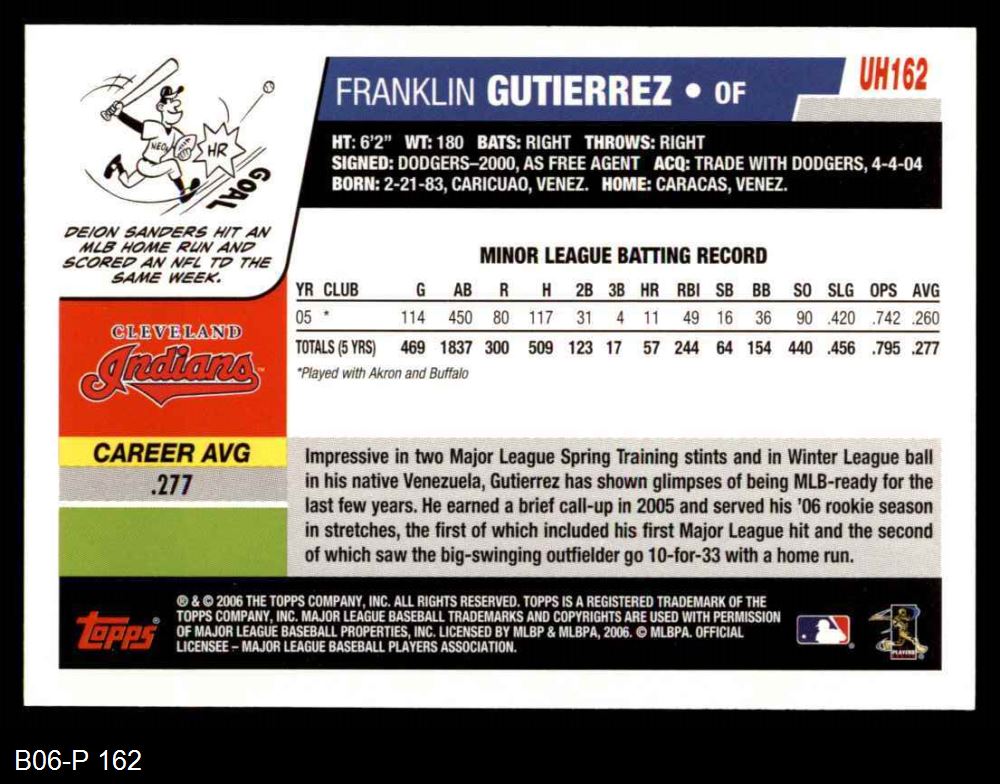 UH162
FRANKLIN GUTIERREZ • OF
HT: 6'2" WT: 180 BATS: RIGHT THROWS: RIGHT
SIGNED: DODGERS–2000, AS FREE AGENT ACQ: TRADE WITH DODGERS, 4-4-04
BORN: 2-21-83, CARICUAO, VENEZ. HOME: CARACAS, VENEZ.
NEON
HR
GOAL
DEION SANDERS HIT AN
MLB HOME RUN AND
SCORED AN NFL TD THE
SAME WEEK.
MINOR LEAGUE BATTING RECORD
YR CLUB G AB R H 2B 3B HR RBI SB BB SO SLG OPS AVG
05 * 114 450 80 117 31 4 11 49 16 36 90 .420 .742 .260
TOTALS (5 YRS) 469 1837 300 509 123 17 57 244 64 154 440 .456 .795 .277
*Played with Akron and Buffalo
CLEVELAND
Indians
CAREER AVG
.277
Impressive in two Major League Spring Training stints and in Winter League ball
in his native Venezuela, Gutierrez has shown glimpses of being MLB-ready for the
last few years. He earned a brief call-up in 2005 and served his '06 rookie season
in stretches, the first of which included his first Major League hit and the second
of which saw the big-swinging outfielder go 10-for-33 with a home run.
Topps
® & © 2006 THE TOPPS COMPANY, INC. ALL RIGHTS RESERVED. TOPPS IS A REGISTERED TRADEMARK OF THE
TOPPS COMPANY, INC. MAJOR LEAGUE BASEBALL TRADEMARKS AND COPYRIGHTS ARE USED WITH PERMISSION
OF MAJOR LEAGUE BASEBALL PROPERTIES, INC. LICENSED BY MLBP & MLBPA, 2006. © MLBPA. OFFICIAL
LICENSEE – MAJOR LEAGUE BASEBALL PLAYERS ASSOCIATION.
PLAYERS
B06-P 162